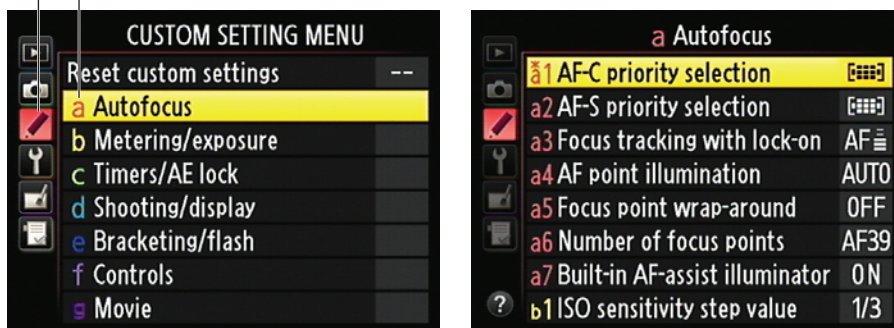 CUSTOM SETTING MENU
Reset custom settings --
a Autofocus
b Metering/exposure
c Timers/AE lock
d Shooting/display
e Bracketing/flash
f Controls
g Movie
a Autofocus
*a1 AF-C priority selection
a2 AF-S priority selection
a3 Focus tracking with lock-on AF
a4 AF point illumination AUTO
a5 Focus point wrap-around OFF
a6 Number of focus points AF39
a7 Built-in AF-assist illuminator ON
b1 ISO sensitivity step value 1/3
?